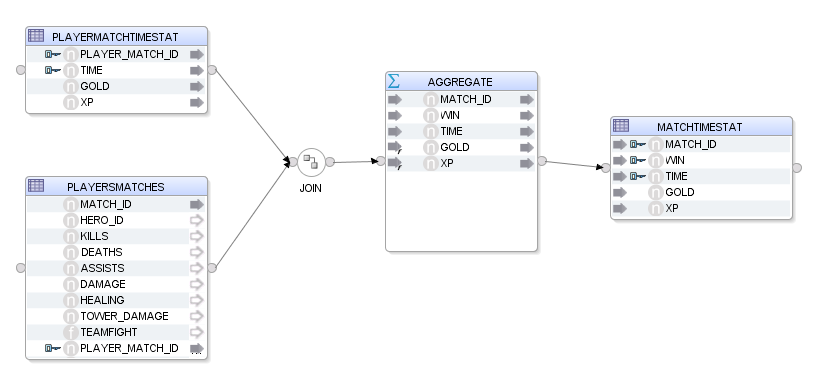 PLAYERMATCHTIMESTAT
PLAYER_MATCH_ID
TIME
GOLD
XP
PLAYERSMATCHES
MATCH_ID
HERO_ID
KILLS
DEATHS
ASSISTS
DAMAGE
HEALING
TOWER_DAMAGE
TEAMFIGHT
PLAYER_MATCH_ID
JOIN
AGGREGATE
MATCH_ID
WIN
TIME
GOLD
XP
MATCHTIMESTAT
MATCH_ID
WIN
TIME
GOLD
XP